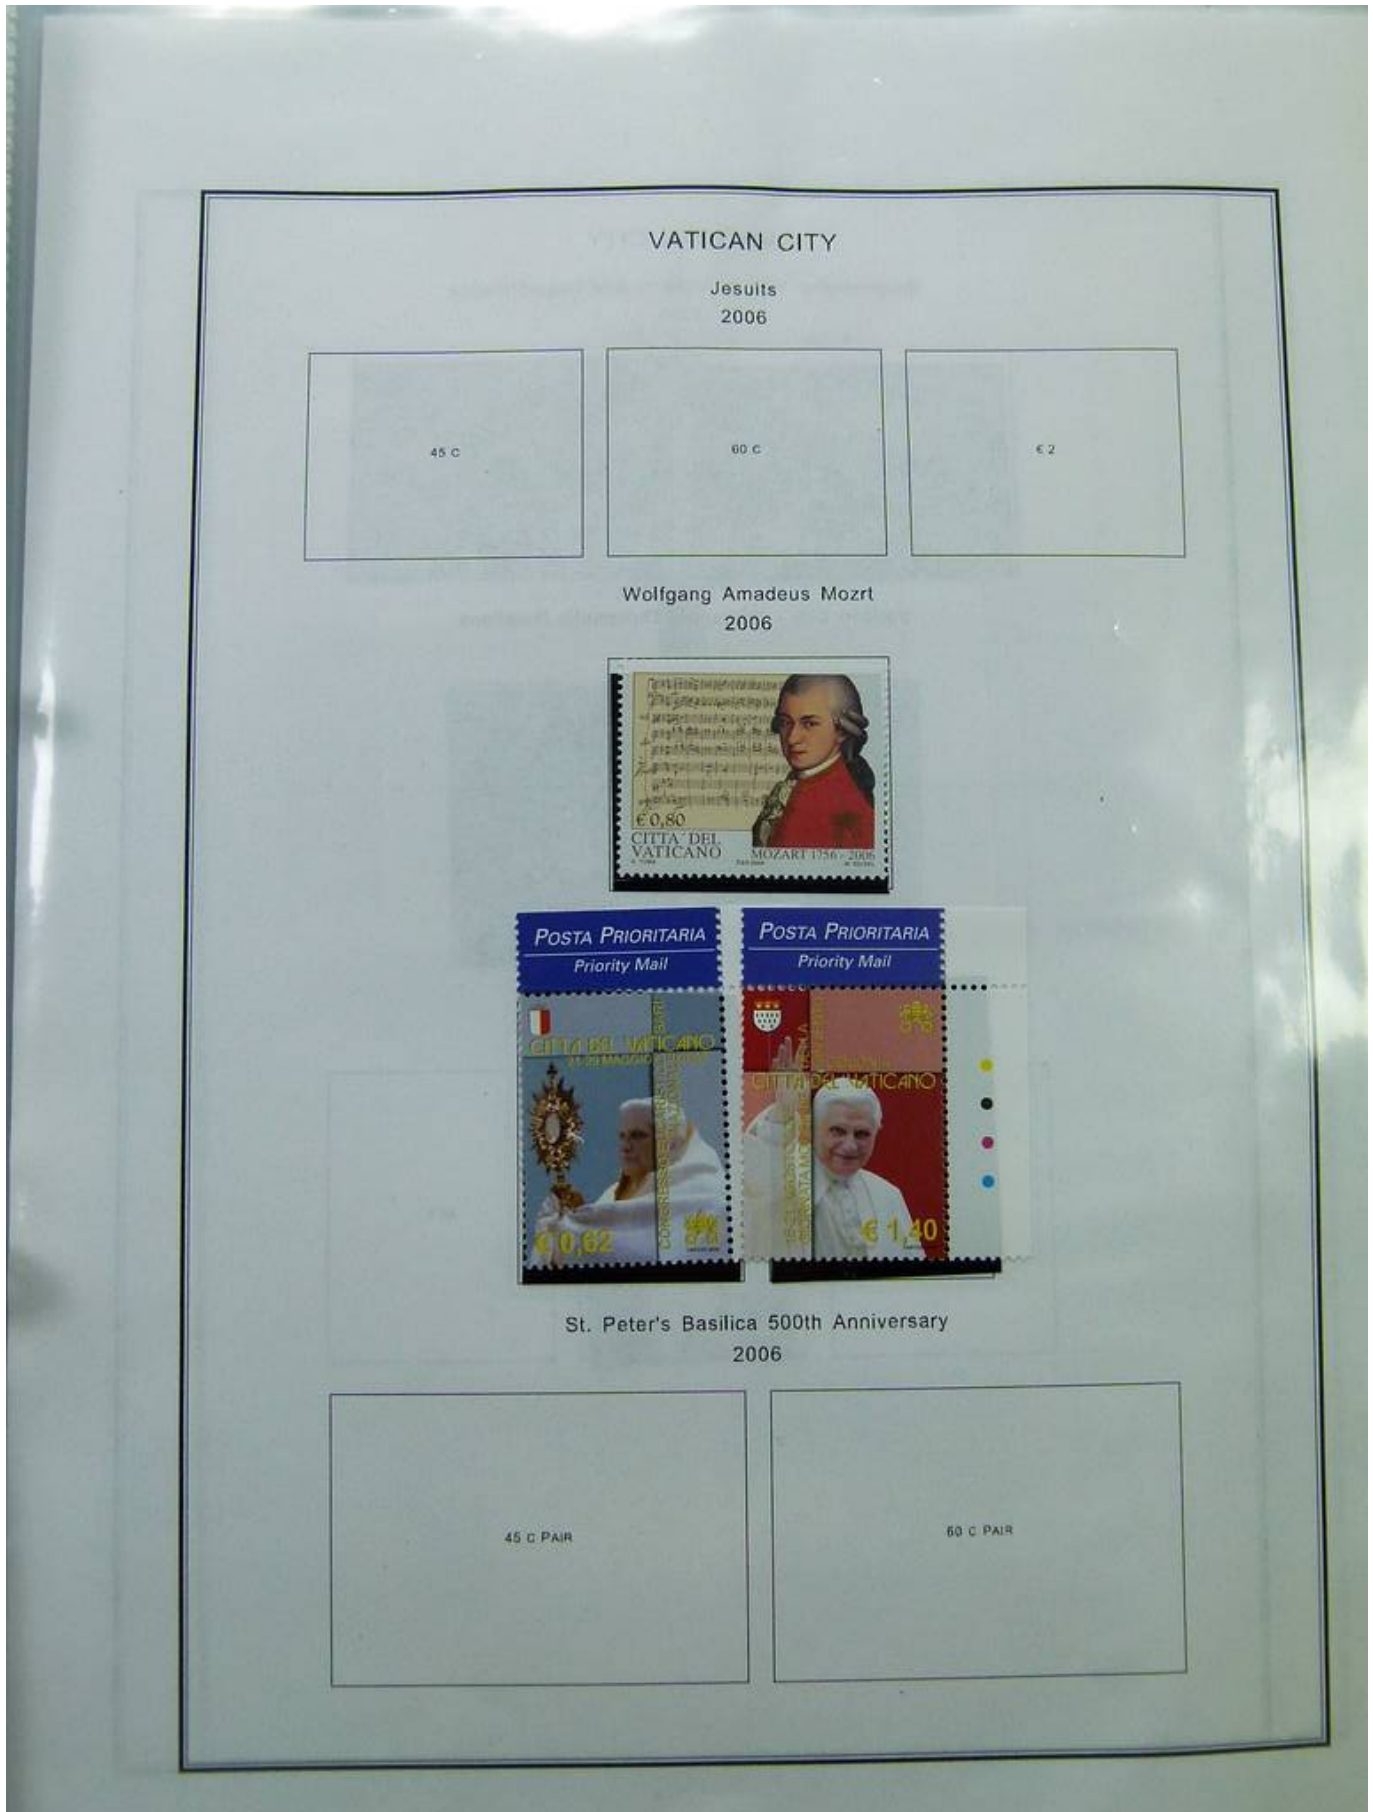 VATICAN CITY
Jesuits
2006
45 C
60 C
€ 2
Wolfgang Amadeus Mozrt
2006
€ 0,80
CITTA´ DEL
VATICANO
MOZART 1756 - 2006
POSTA PRIORITARIA
Priority Mail
POSTA PRIORITARIA
Priority Mail
CITTA DEL VATICANO
€ 0,62
CITTA DEL VATICANO
€ 1,40
St. Peter's Basilica 500th Anniversary
2006
45 C PAIR
60 C PAIR